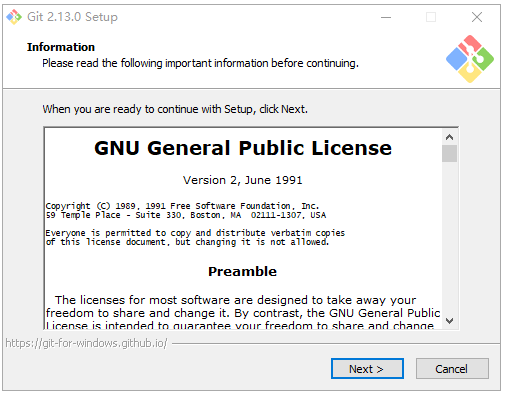 Git 2.13.0 Setup
Information
Please read the following important information before continuing.
When you are ready to continue with Setup, click Next.
GNU General Public License
Version 2, June 1991
Copyright (C) 1989, 1991 Free Software Foundation, Inc.
59 Temple Place - Suite 330, Boston, MA  02111-1307, USA
Everyone is permitted to copy and distribute verbatim copies
of this license document, but changing it is not allowed.
Preamble
The licenses for most software are designed to take away your
freedom to share and change it. By contrast, the GNU General Public
License is intended to guarantee your freedom to share and change
https://git-for-windows.github.io/
Next >
Cancel